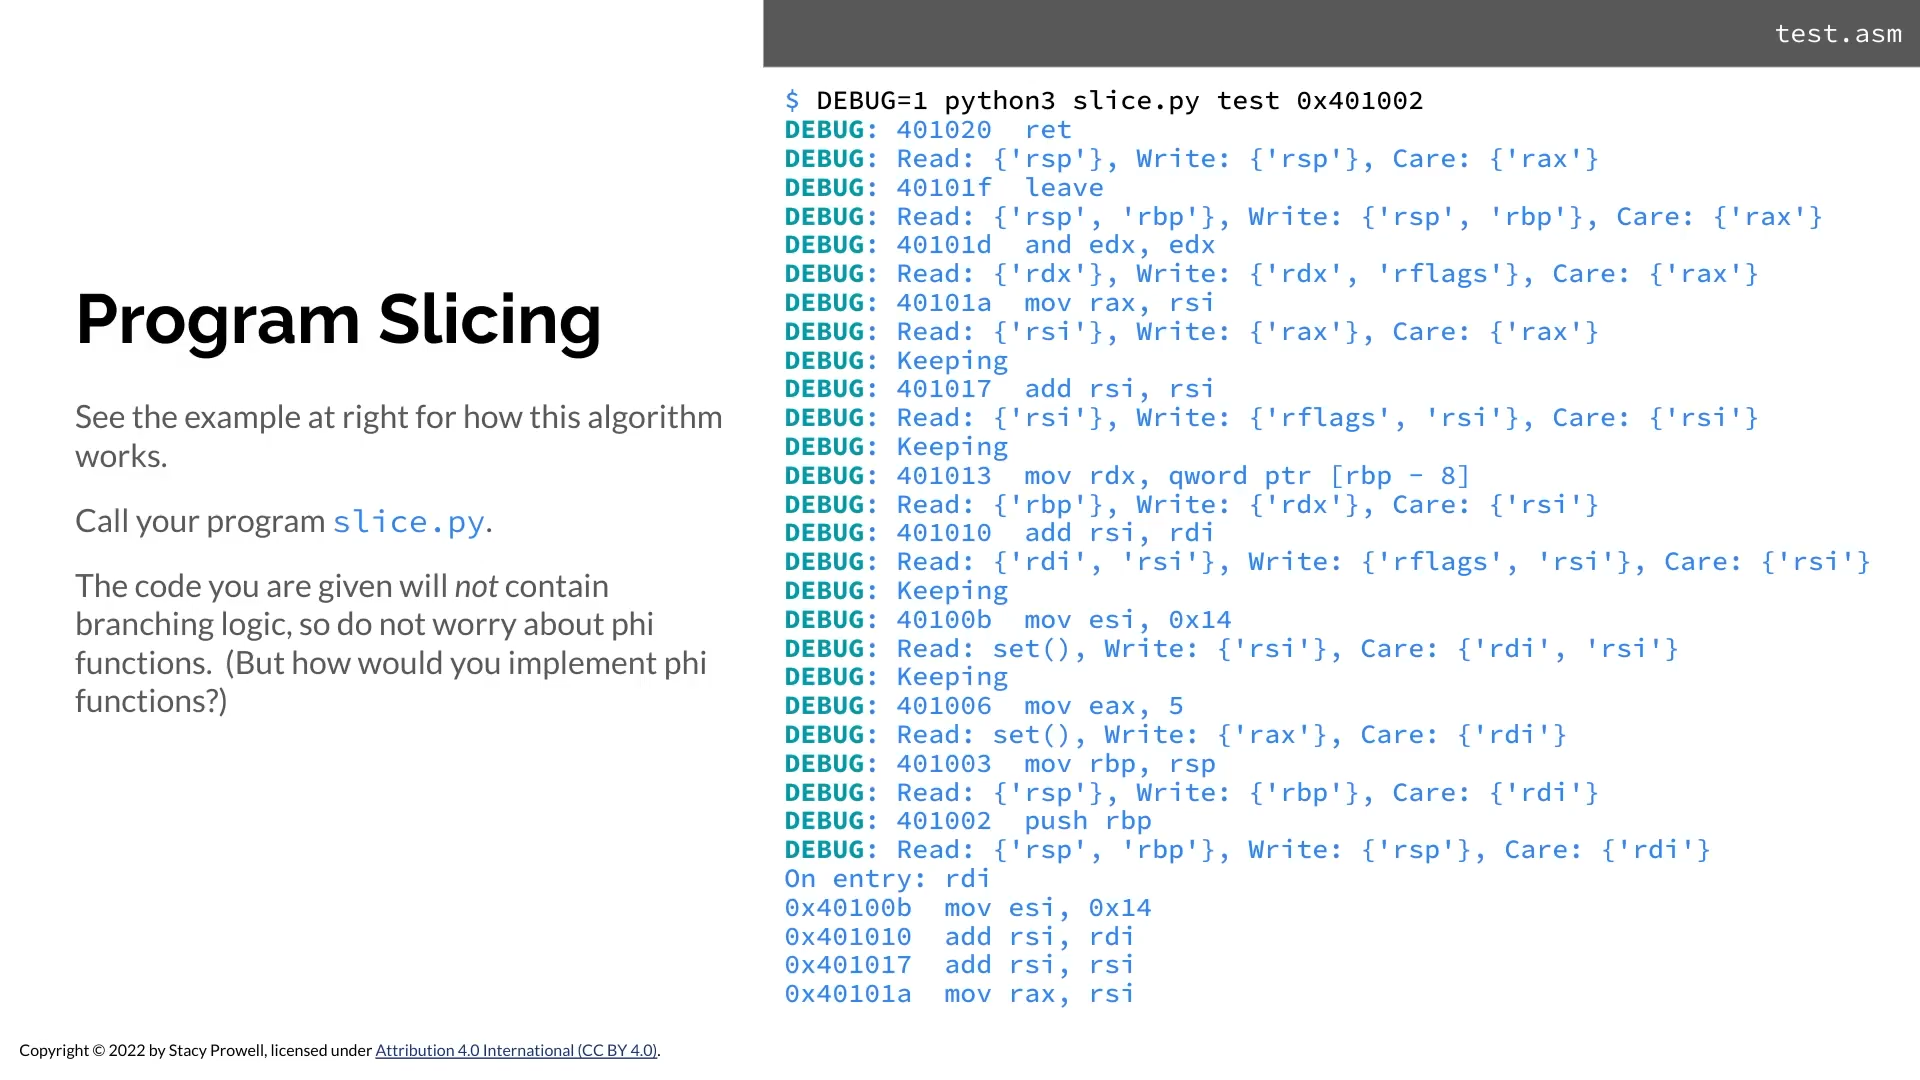 test.asm
Program Slicing
See the example at right for how this algorithm
works.
Call your program slice.py.
The code you are given will not contain
branching logic, so do not worry about phi
functions.  (But how would you implement phi
functions?)
$ DEBUG=1 python3 slice.py test 0x401002
DEBUG: 401020  ret
DEBUG: Read: {'rsp'}, Write: {'rsp'}, Care: {'rax'}
DEBUG: 40101f  leave
DEBUG: Read: {'rsp', 'rbp'}, Write: {'rsp', 'rbp'}, Care: {'rax'}
DEBUG: 40101d  and edx, edx
DEBUG: Read: {'rdx'}, Write: {'rdx', 'rflags'}, Care: {'rax'}
DEBUG: 40101a  mov rax, rsi
DEBUG: Read: {'rsi'}, Write: {'rax'}, Care: {'rax'}
DEBUG: Keeping
DEBUG: 401017  add rsi, rsi
DEBUG: Read: {'rsi'}, Write: {'rflags', 'rsi'}, Care: {'rsi'}
DEBUG: Keeping
DEBUG: 401013  mov rdx, qword ptr [rbp - 8]
DEBUG: Read: {'rbp'}, Write: {'rdx'}, Care: {'rsi'}
DEBUG: 401010  add rsi, rdi
DEBUG: Read: {'rdi', 'rsi'}, Write: {'rflags', 'rsi'}, Care: {'rsi'}
DEBUG: Keeping
DEBUG: 40100b  mov esi, 0x14
DEBUG: Read: set(), Write: {'rsi'}, Care: {'rdi', 'rsi'}
DEBUG: Keeping
DEBUG: 401006  mov eax, 5
DEBUG: Read: set(), Write: {'rax'}, Care: {'rdi'}
DEBUG: 401003  mov rbp, rsp
DEBUG: Read: {'rsp'}, Write: {'rbp'}, Care: {'rdi'}
DEBUG: 401002  push rbp
DEBUG: Read: {'rsp', 'rbp'}, Write: {'rsp'}, Care: {'rdi'}
On entry: rdi
0x40100b  mov esi, 0x14
0x401010  add rsi, rdi
0x401017  add rsi, rsi
0x40101a  mov rax, rsi
Copyright © 2022 by Stacy Prowell, licensed under Attribution 4.0 International (CC BY 4.0).